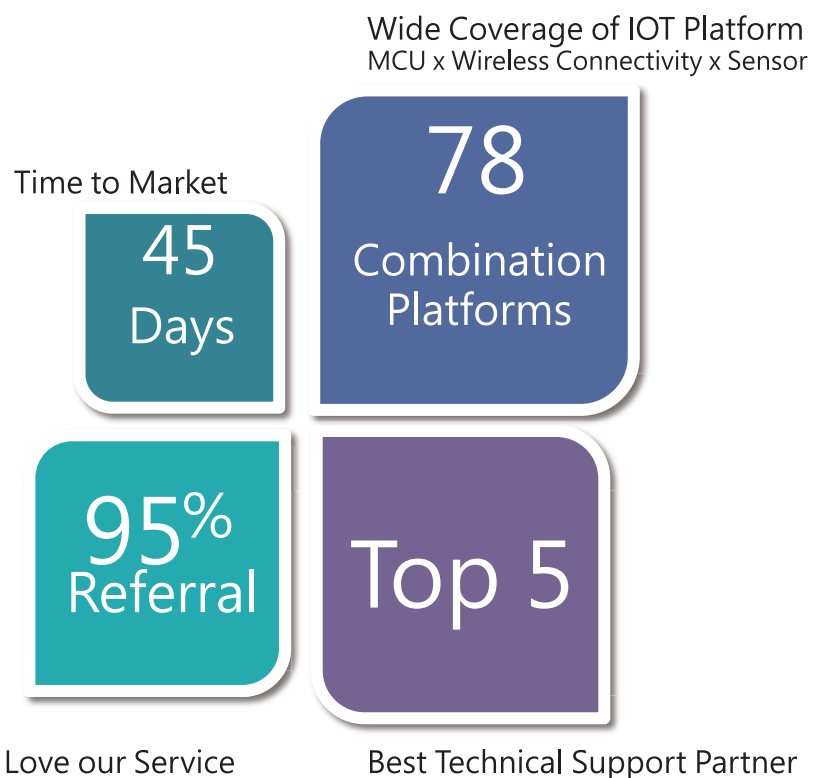 Wide Coverage of IOT Platform
MCU x Wireless Connectivity x Sensor
78
Combination
Platforms
Time to Market
45
Days
95%
Referral
Top 5
Love our Service
Best Technical Support Partner